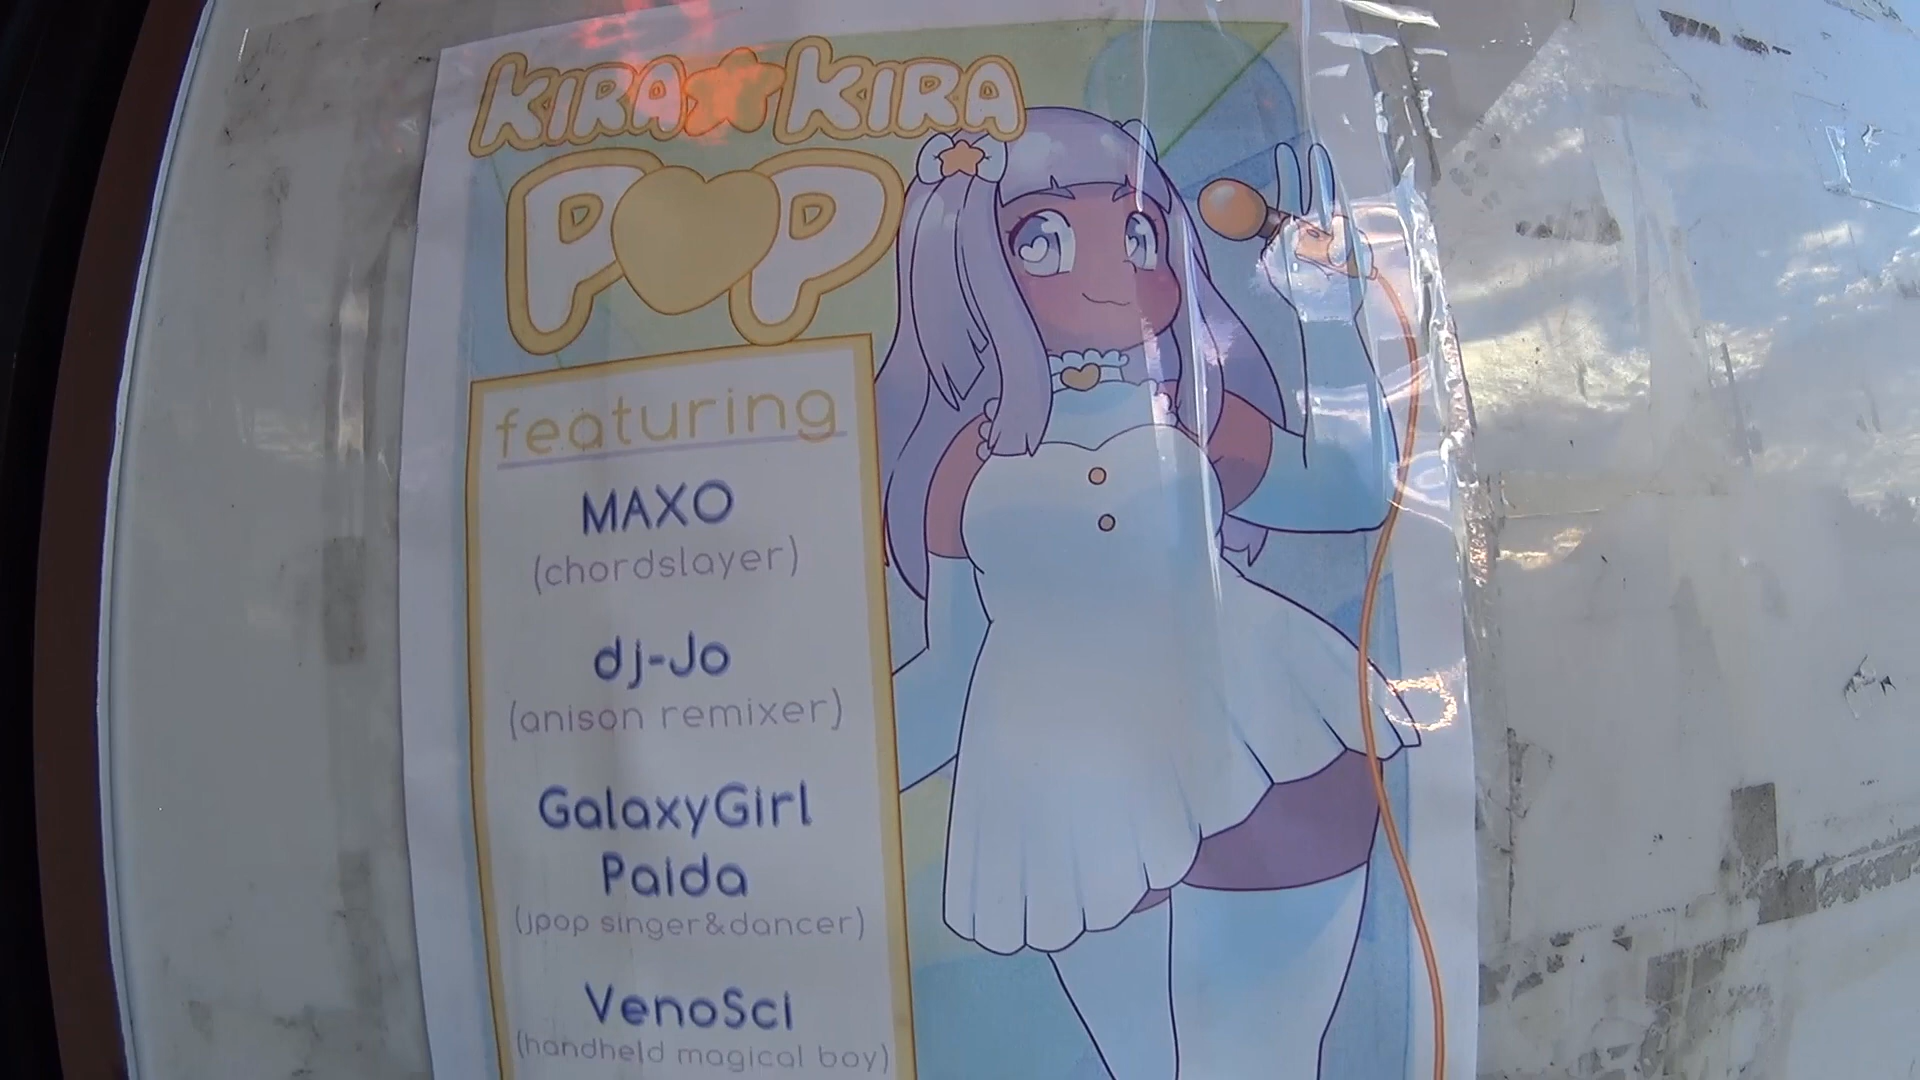 KIRA★KIRA
POP
featuring
MAXO
(chordslayer)
dj-Jo
(anison remixer)
GalaxyGirl
Paida
(jpop singer&dancer)
VenoSci
(handheld magical boy)